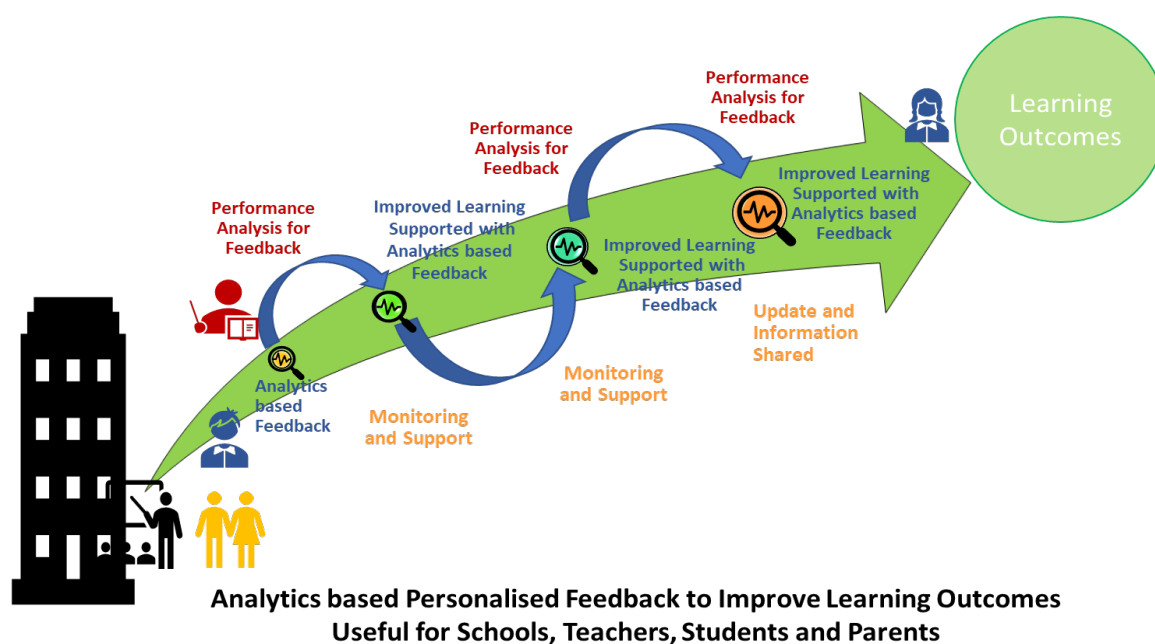 Learning
Outcomes
Performance
Analysis for
Feedback
Performance
Analysis for
Feedback
Improved Learning
Supported with
Analytics based
Feedback
Performance
Analysis for
Feedback
Improved Learning
Supported with
Analytics based
Feedback
Improved Learning
Supported with
Analytics based
Feedback
Update and
Information
Shared
Monitoring
and Support
Analytics
based
Feedback
Monitoring
and Support
Analytics based Personalised Feedback to Improve Learning Outcomes
Useful for Schools, Teachers, Students and Parents